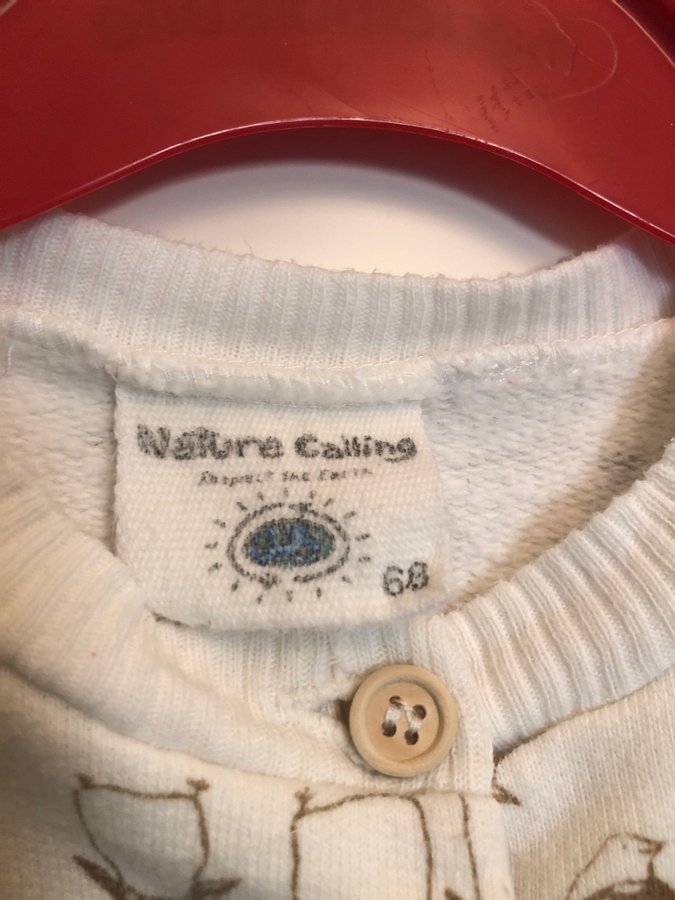 Nature Calling
Respect the Earth
68